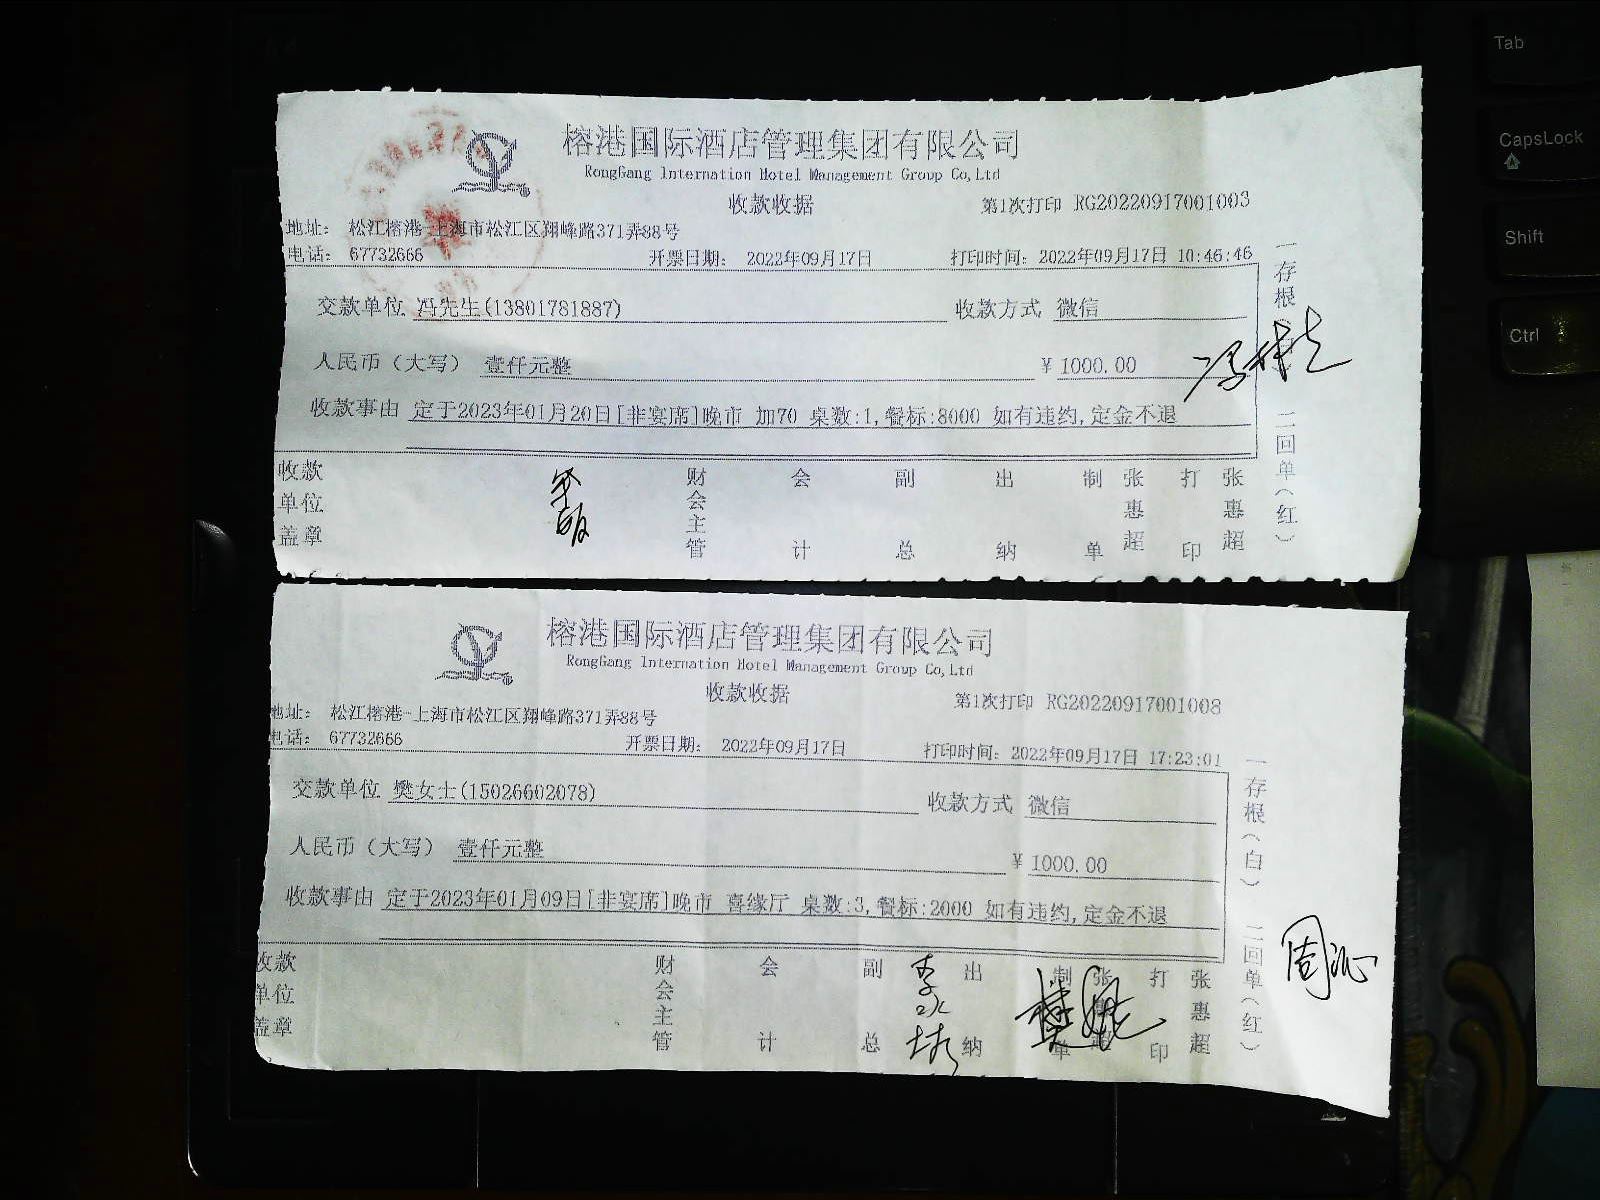 Tab
CapsLock
Shift
Ctrl
榕港国际酒店管理集团有限公司
RongGang Internation Hotel Management Group Co,Ltd
收款收据
第1次打印 RG20220917001003
地址: 松江榕港-上海市松江区翔峰路371弄88号
电话: 67732666 开票日期: 2022年09月17日 打印时间: 2022年09月17日 10:46:46
交款单位 冯先生(13801781887) 收款方式 微信
人民币(大写) 壹仟元整 ¥1000.00
收款事由 定于2023年01月20日[非宴席]晚市 加70 桌数:1,餐标:8000 如有违约,定金不退
收款单位盖章 财会主管 会计 副总 出纳 制单 张惠超 打印 张惠超
一存根 二回单(红)
榕港国际酒店管理集团有限公司
RongGang Internation Hotel Management Group Co,Ltd
收款收据
第1次打印 RG20220917001008
地址: 松江榕港-上海市松江区翔峰路371弄88号
电话: 67732666 开票日期: 2022年09月17日 打印时间: 2022年09月17日 17:23:01
交款单位 樊女士(15026602078) 收款方式 微信
人民币(大写) 壹仟元整 ¥1000.00
收款事由 定于2023年01月09日[非宴席]晚市 喜缘厅 桌数:3,餐标:2000 如有违约,定金不退
收款单位盖章 财会主管 会计 副总 出纳 制单 张惠超 打印 张惠超
一存根(白) 二回单(红)
周沁